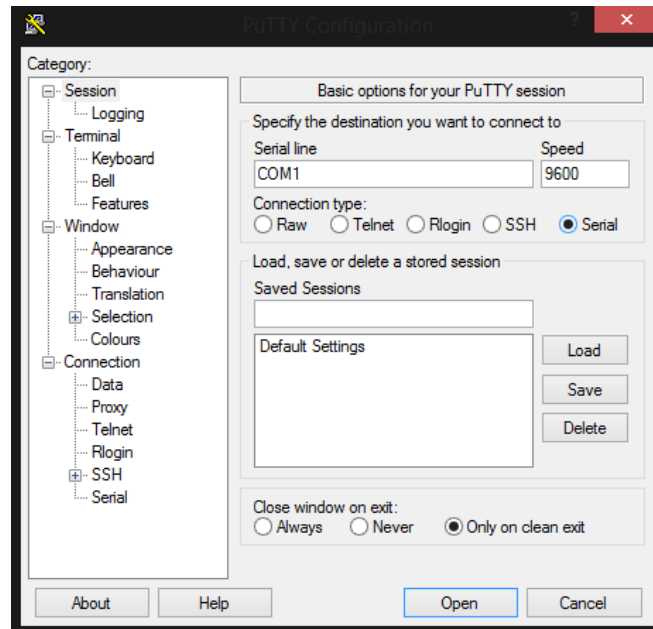 PuTTY Configuration
?
Category:
Session
Logging
Terminal
Keyboard
Bell
Features
Window
Appearance
Behaviour
Translation
Selection
Colours
Connection
Data
Proxy
Telnet
Rlogin
SSH
Serial
Basic options for your PuTTY session
Specify the destination you want to connect to
Serial line Speed
COM1 9600
Connection type:
Raw Telnet Rlogin SSH Serial
Load, save or delete a stored session
Saved Sessions
Default Settings
Load
Save
Delete
Close window on exit:
Always Never Only on clean exit
About Help Open Cancel